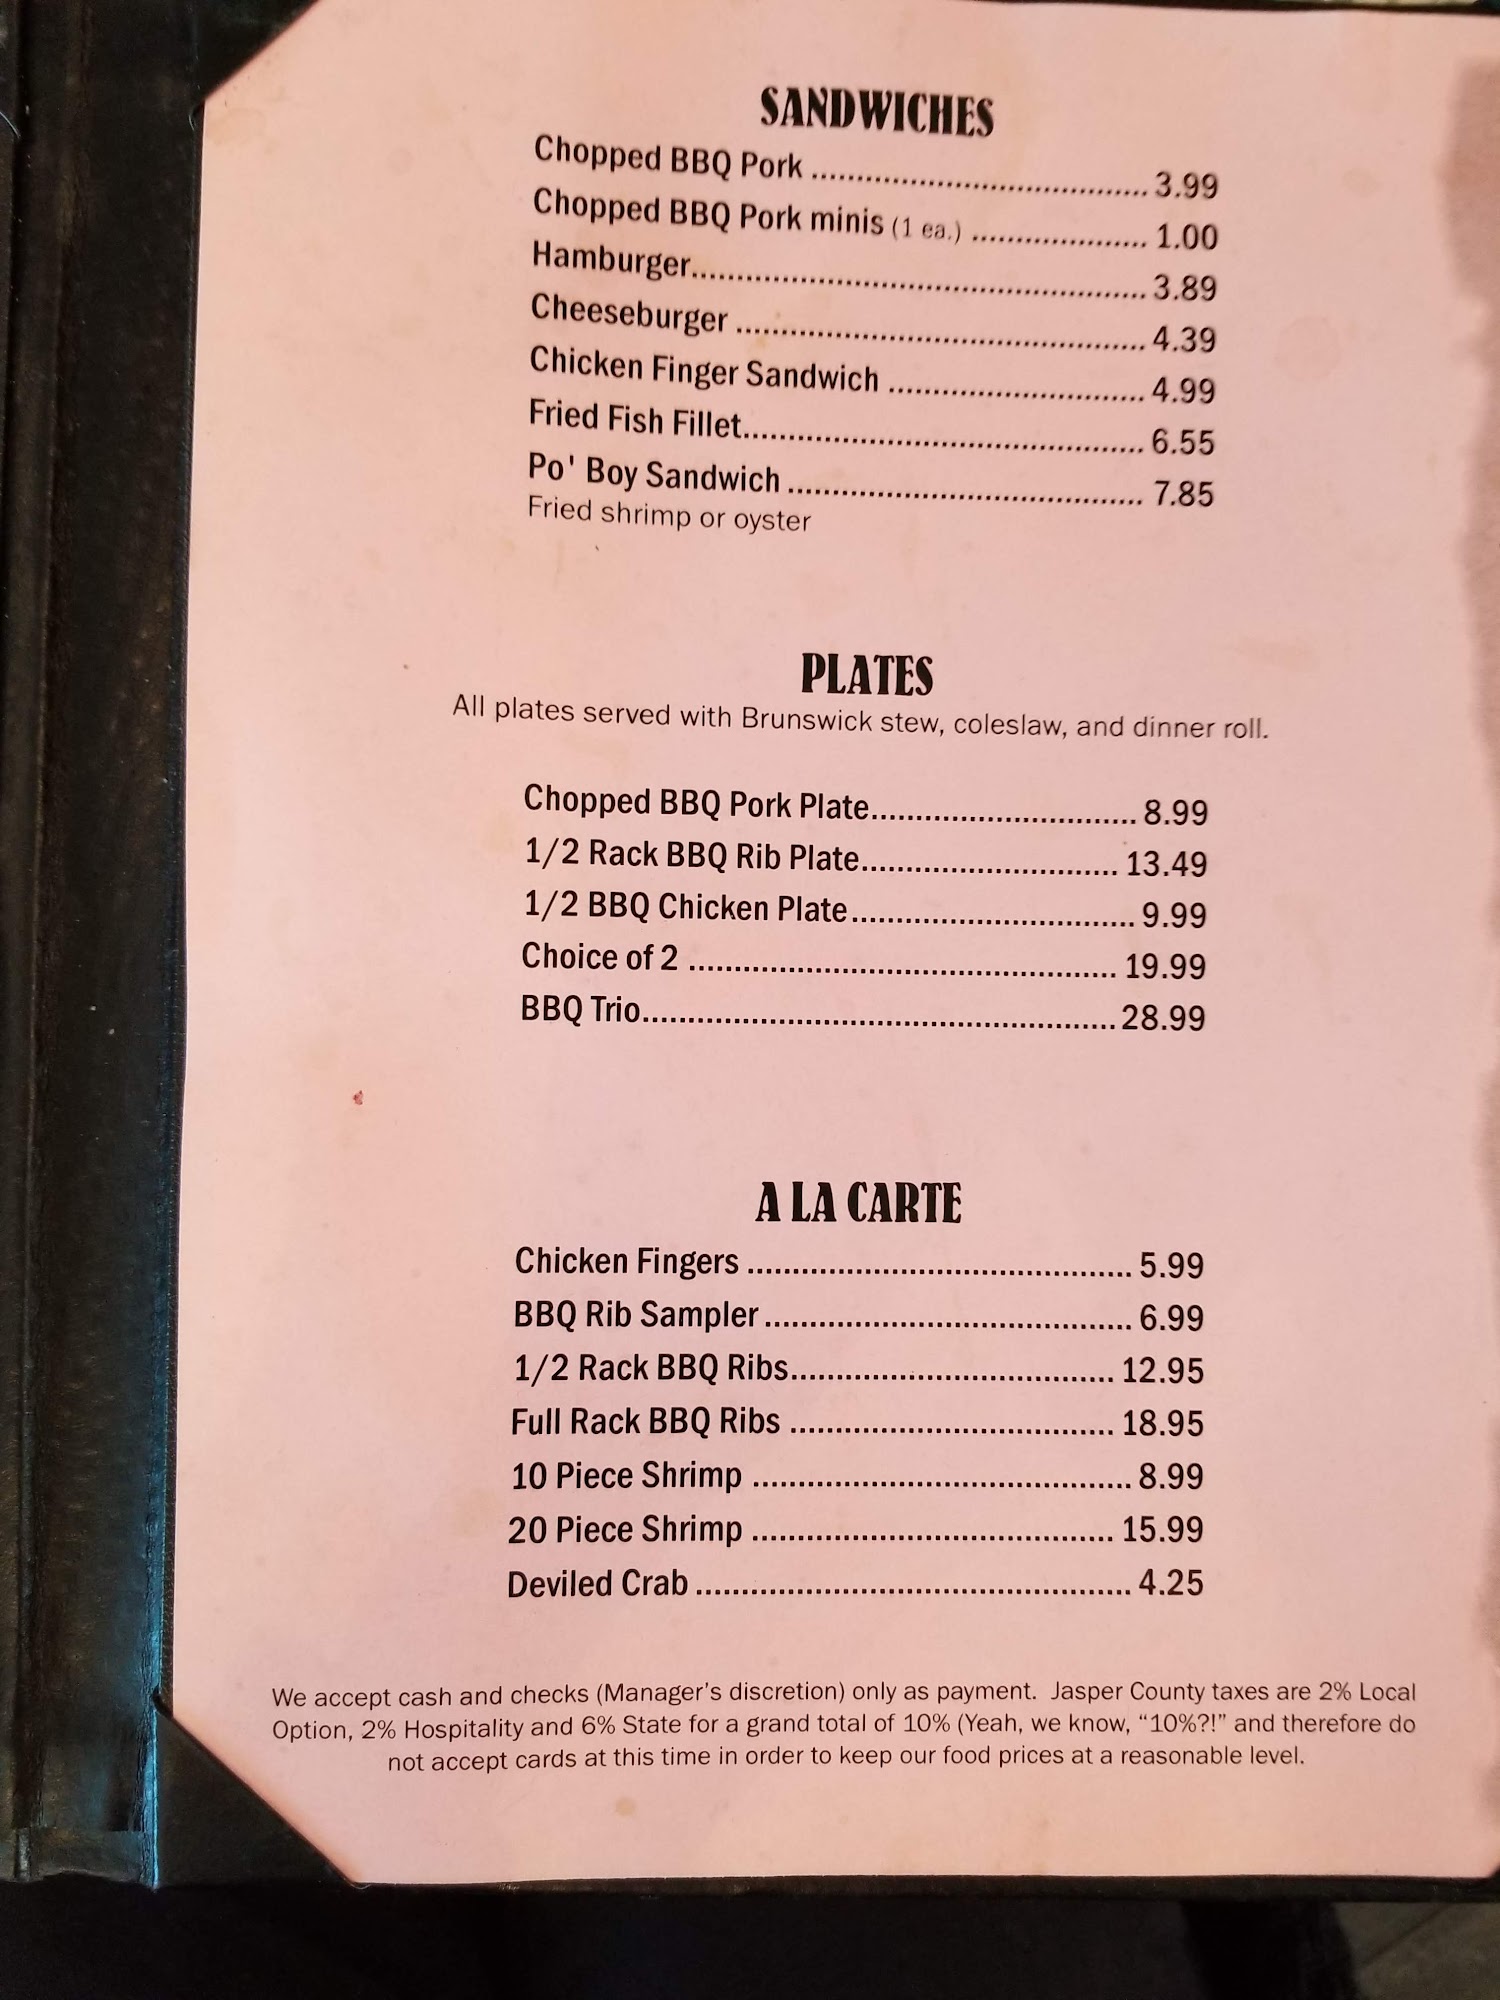 SANDWICHES
Chopped BBQ Pork ........................................ 3.99
Chopped BBQ Pork minis (1 ea.) .................... 1.00
Hamburger..................................................... 3.89
Cheeseburger ................................................ 4.39
Chicken Finger Sandwich .............................. 4.99
Fried Fish Fillet............................................... 6.55
Po' Boy Sandwich ......................................... 7.85
Fried shrimp or oyster
PLATES
All plates served with Brunswick stew, coleslaw, and dinner roll.
Chopped BBQ Pork Plate.............................. 8.99
1/2 Rack BBQ Rib Plate............................. 13.49
1/2 BBQ Chicken Plate................................ 9.99
Choice of 2 ................................................ 19.99
BBQ Trio..................................................... 28.99
A LA CARTE
Chicken Fingers ........................................... 5.99
BBQ Rib Sampler......................................... 6.99
1/2 Rack BBQ Ribs.................................... 12.95
Full Rack BBQ Ribs .................................... 18.95
10 Piece Shrimp .......................................... 8.99
20 Piece Shrimp ........................................ 15.99
Deviled Crab ................................................. 4.25
We accept cash and checks (Manager's discretion) only as payment.  Jasper County taxes are 2% Local
Option, 2% Hospitality and 6% State for a grand total of 10% (Yeah, we know, “10%?!” and therefore do
not accept cards at this time in order to keep our food prices at a reasonable level.